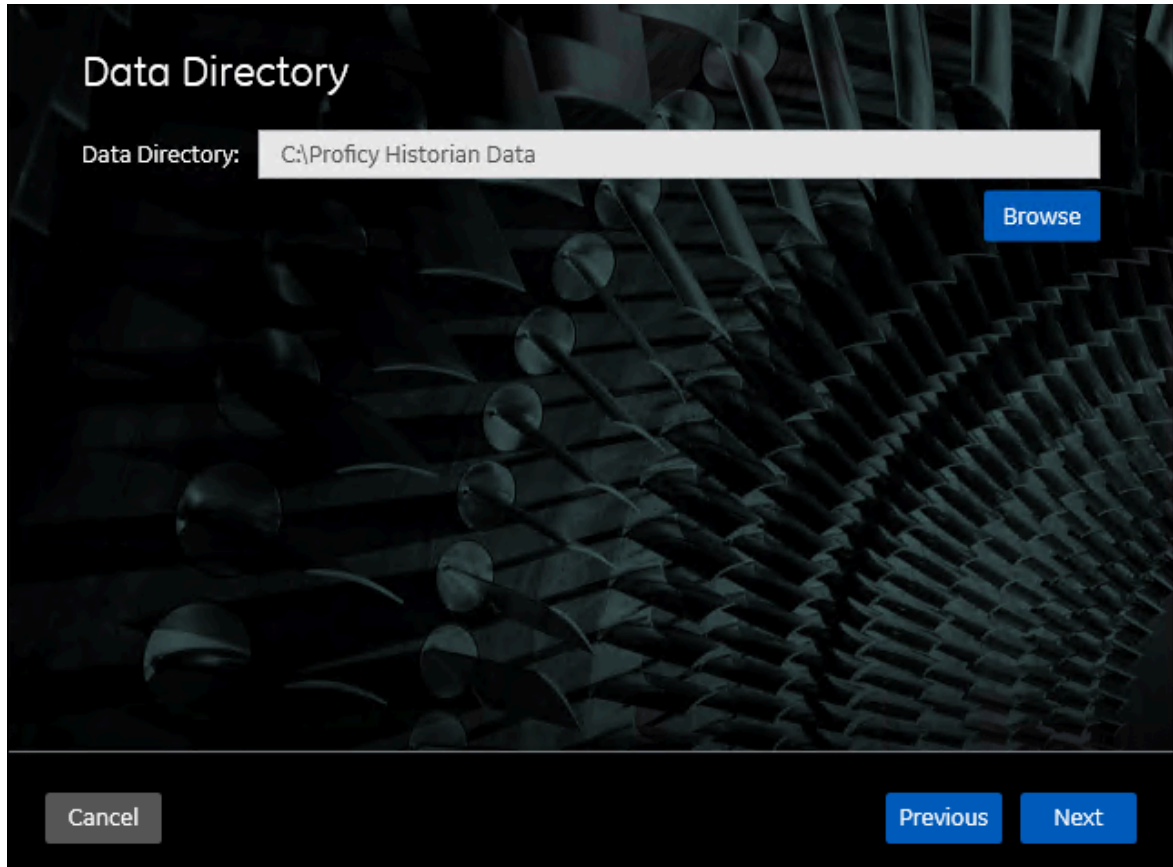 Data Directory
Data Directory: C:\Proficy Historian Data
Browse
Cancel Previous Next